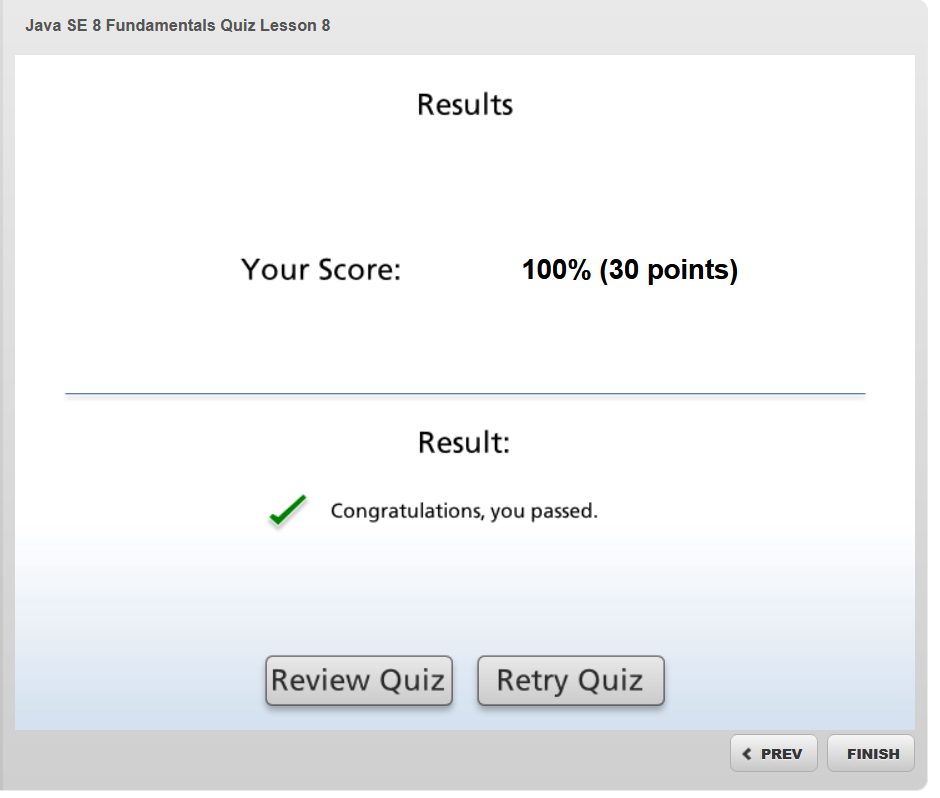 Java SE 8 Fundamentals Quiz Lesson 8
Results
Your Score: 100% (30 points)
Result:
Congratulations, you passed.
Review Quiz Retry Quiz
PREV FINISH